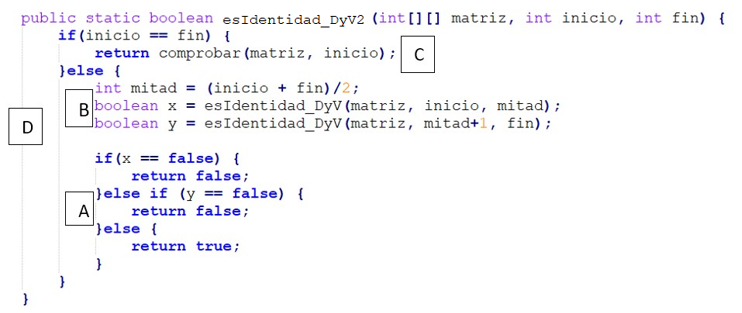 public static boolean esIdentidad_DyV2 (int[][] matriz, int inicio, int fin) {
if(inicio == fin) {
return comprobar(matriz, inicio);
C
}else {
int mitad = (inicio + fin)/2;
B
boolean x = esIdentidad_DyV(matriz, inicio, mitad);
D
boolean y = esIdentidad_DyV(matriz, mitad+1, fin);
if(x == false) {
return false;
}else if (y == false) {
A
return false;
}else {
return true;
}
}
}